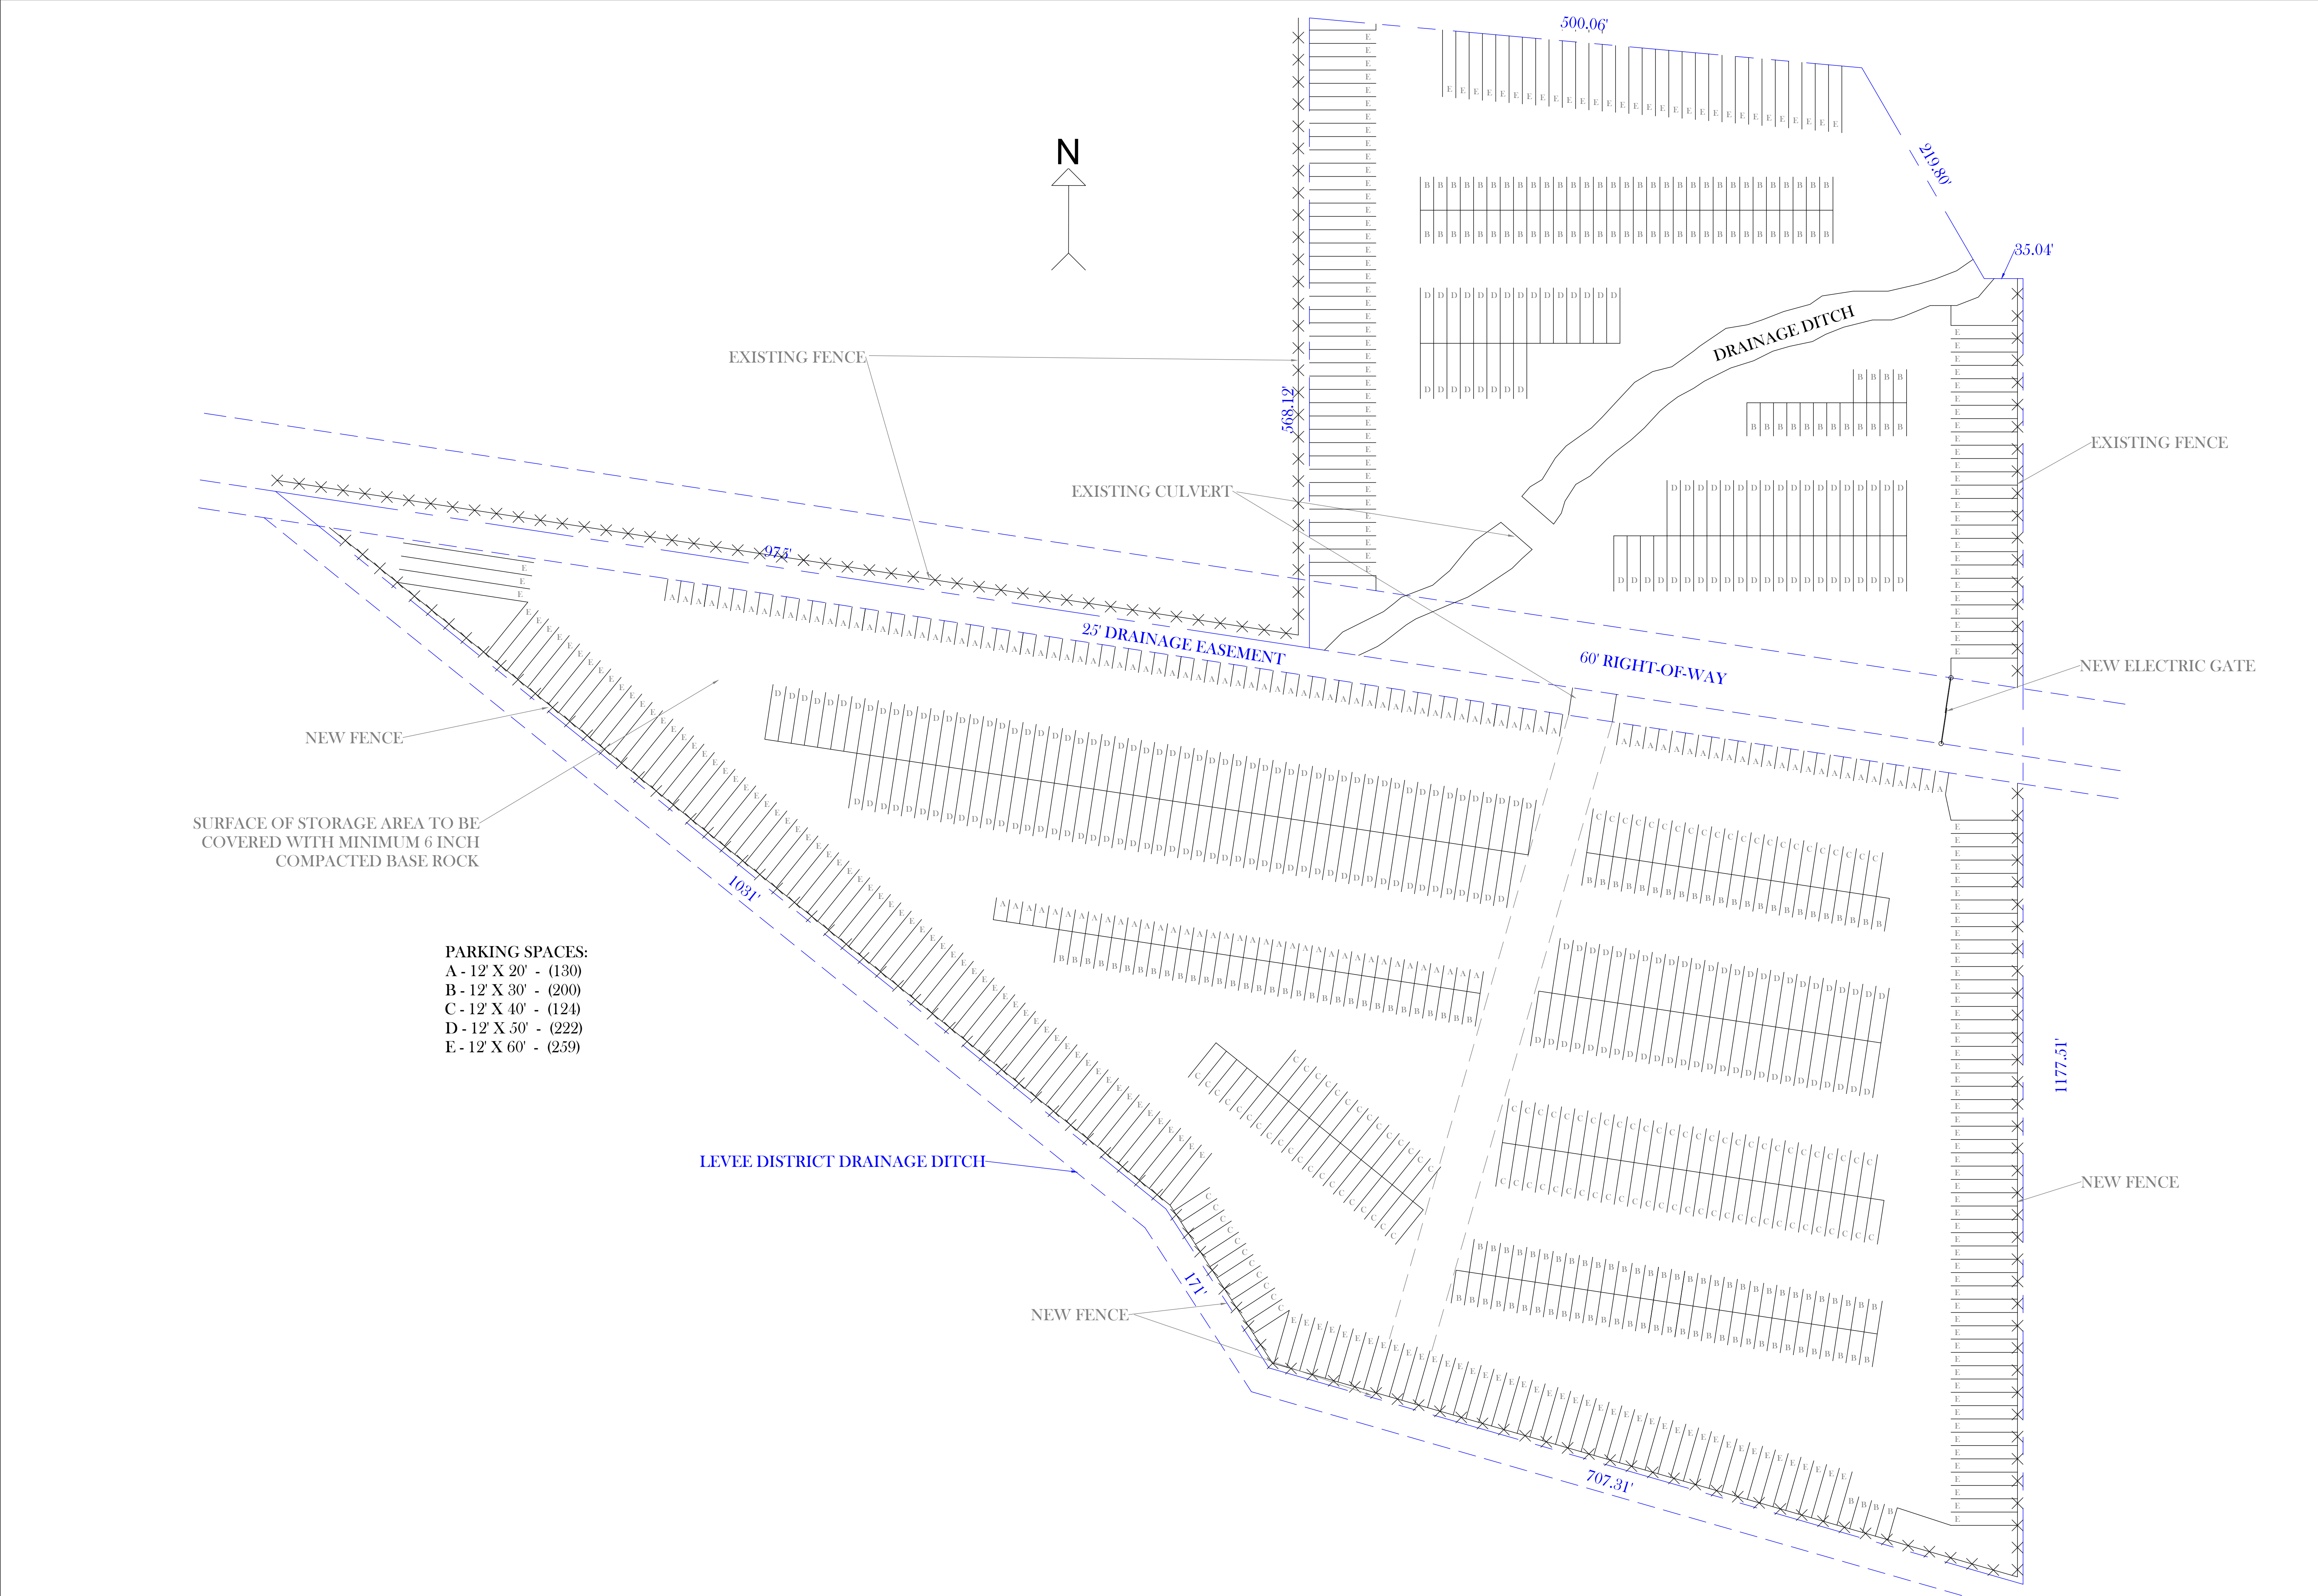 500.06'
N
219.80'
35.04'
DRAINAGE DITCH
EXISTING FENCE
568.12'
EXISTING FENCE
EXISTING CULVERT
975'
25' DRAINAGE EASEMENT
60' RIGHT-OF-WAY
NEW ELECTRIC GATE
NEW FENCE
SURFACE OF STORAGE AREA TO BE
COVERED WITH MINIMUM 6 INCH
COMPACTED BASE ROCK
1031'
PARKING SPACES:
A - 12' X 20' - (130)
B - 12' X 30' - (200)
C - 12' X 40' - (124)
D - 12' X 50' - (222)
E - 12' X 60' - (259)
1177.51'
LEVEE DISTRICT DRAINAGE DITCH
NEW FENCE
171'
NEW FENCE
707.31'